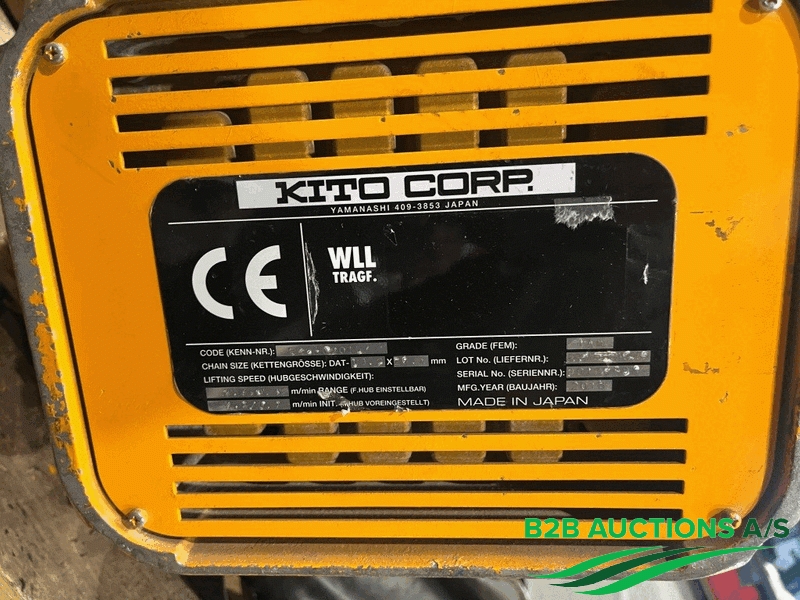 KITO CORP.
YAMANASHI 409-3853 JAPAN
CE
WLL
TRAGF.
CODE (KENN-NR.):
CHAIN SIZE (KETTENGRÖSSE): DAT- X mm
LIFTING SPEED (HUBGESCHWINDIGKEIT):
m/min RANGE (F.HUB EINSTELLBAR)
m/min INIT. HUB VOREINGESTELLT)
GRADE (FEM):
LOT No. (LIEFERNR.):
SERIAL No. (SERIENNR.):
MFG.YEAR (BAUJAHR):
MADE IN JAPAN
B2B AUCTIONS A/S